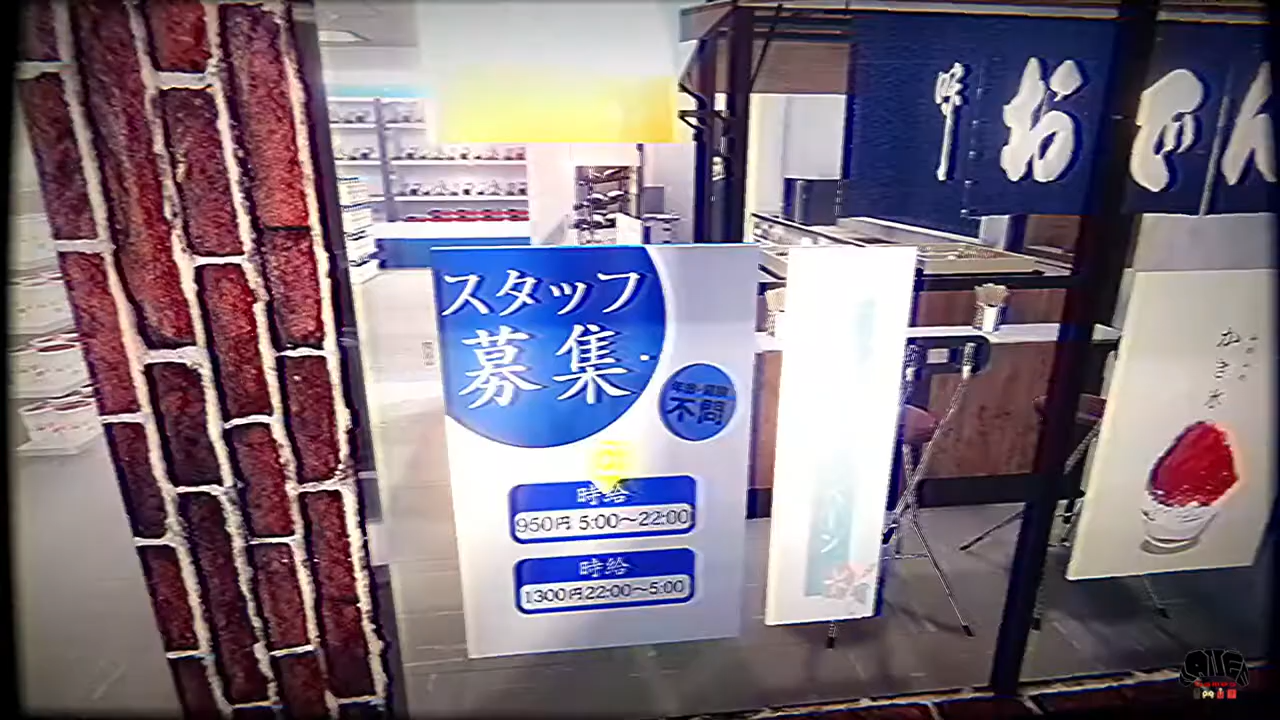 味
おでん
スタッフ
募集
年齢・経験
不問
時給
950円 5:00〜22:00
時給
1300円 22:00〜5:00
かき氷